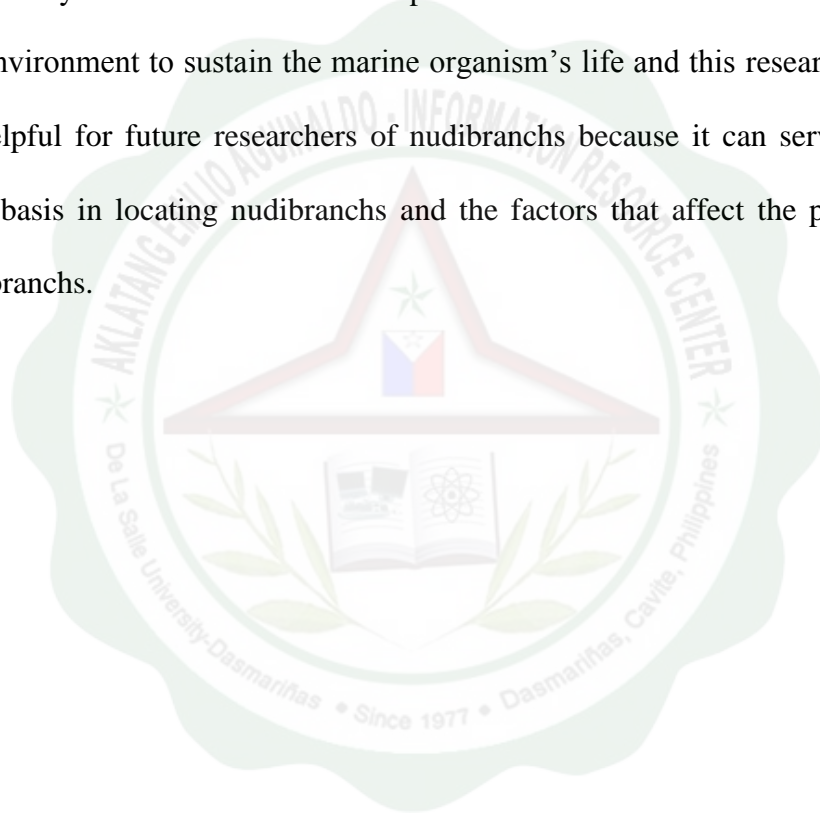 nvironment to sustain the marine organism’s life and this resear
elpful for future researchers of nudibranchs because it can serv
basis in locating nudibranchs and the factors that affect the p
branchs.
AKLATANG EMILIO AGUINALDO - INFORMATION RESOURCE CENTER
De La Salle University-Dasmariñas • Since 1977 • Dasmariñas, Cavite, Philippines